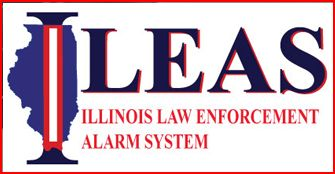 ILEAS
ILLINOIS LAW ENFORCEMENT
ALARM SYSTEM